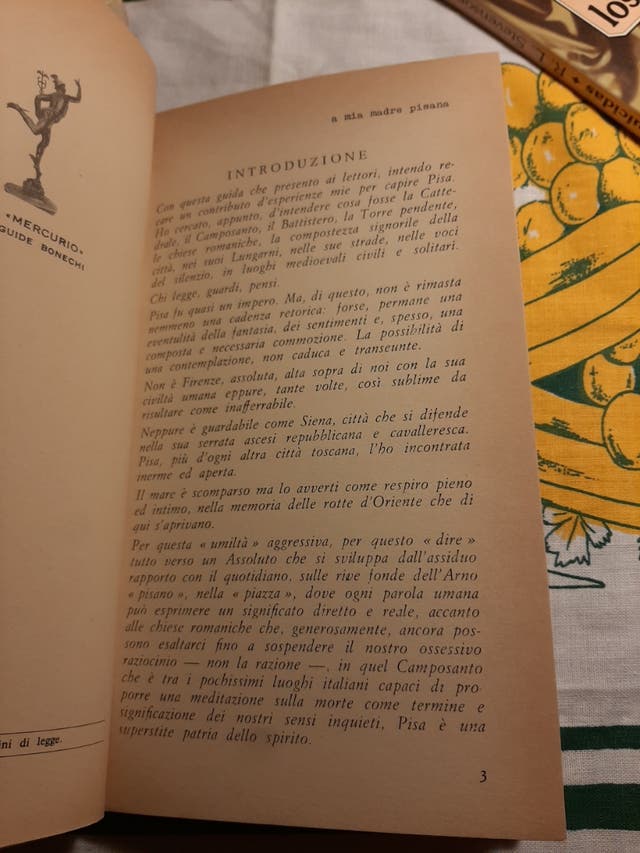 «MERCURIO»
GUIDE BONECHI
ini di legge.
a mia madre pisana
INTRODUZIONE
Con questa guida che presento ai lettori, intendo re-
care un contributo d'esperienze mie per capire Pisa.
Ho cercato, appunto, d'intendere cosa fosse la Catte-
drale, il Camposanto, il Battistero, la Torre pendente,
le chiese romaniche, la compostezza signorile della
città, nei suoi Lungarni, nelle sue strade, nelle voci
del silenzio, in luoghi medioevali civili e solitari.
Chi legge, guardi, pensi.
Pisa fu quasi un impero. Ma, di questo, non è rimasta
nemmeno una cadenza retorica: forse, permane una
eventulità della fantasia, dei sentimenti e, spesso, una
composta e necessaria commozione. La possibilità di
una contemplazione, non caduca e transeunte.
Non è Firenze, assoluta, alta sopra di noi con la sua
civiltà umana eppure, tante volte, così sublime da
risultare come inafferrabile.
Neppure è guardabile come Siena, città che si difende
nella sua serrata ascesi repubblicana e cavalleresca.
Pisa, più d'ogni altra città toscana, l'ho incontrata
inerme ed aperta.
Il mare è scomparso ma lo avverti come respiro pieno
ed intimo, nella memoria delle rotte d'Oriente che di
qui s'aprivano.
Per questa «umiltà» aggressiva, per questo «dire»
tutto verso un Assoluto che si sviluppa dall'assiduo
rapporto con il quotidiano, sulle rive fonde dell'Arno
«pisano», nella «piazza», dove ogni parola umana
può esprimere un significato diretto e reale, accanto
alle chiese romaniche che, generosamente, ancora pos-
sono esaltarci fino a sospendere il nostro ossessivo
raziocinio — non la razione —, in quel Camposanto
che è tra i pochissimi luoghi italiani capaci di pro-
porre una meditazione sulla morte come termine e
significazione dei nostri sensi inquieti, Pisa è una
superstite patria dello spirito.
3
R. L. Stevenson